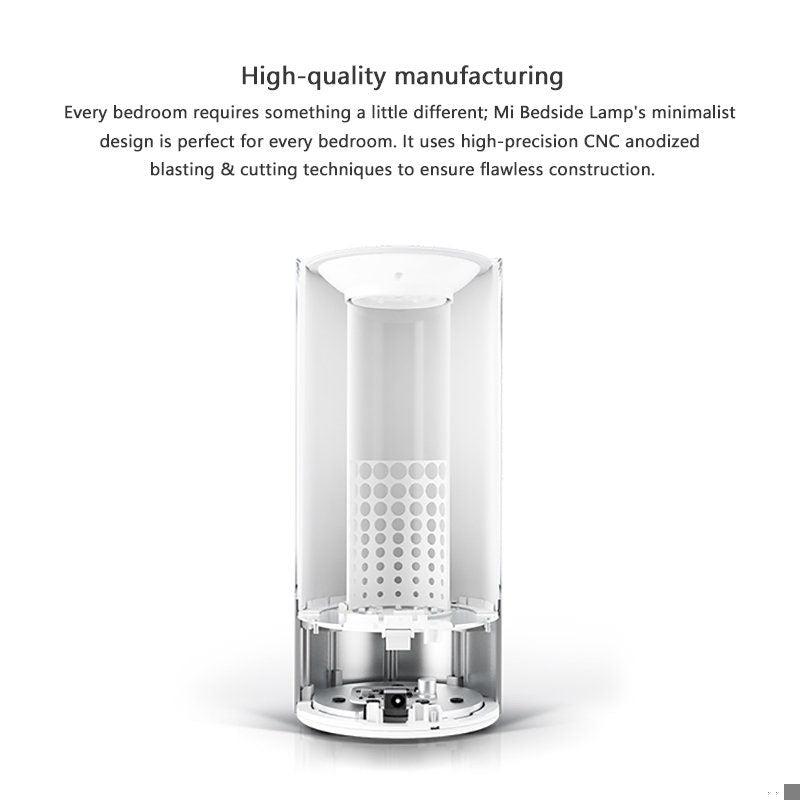 High-quality manufacturing
Every bedroom requires something a little different; Mi Bedside Lamp's minimalist
design is perfect for every bedroom. It uses high-precision CNC anodized
blasting & cutting techniques to ensure flawless construction.